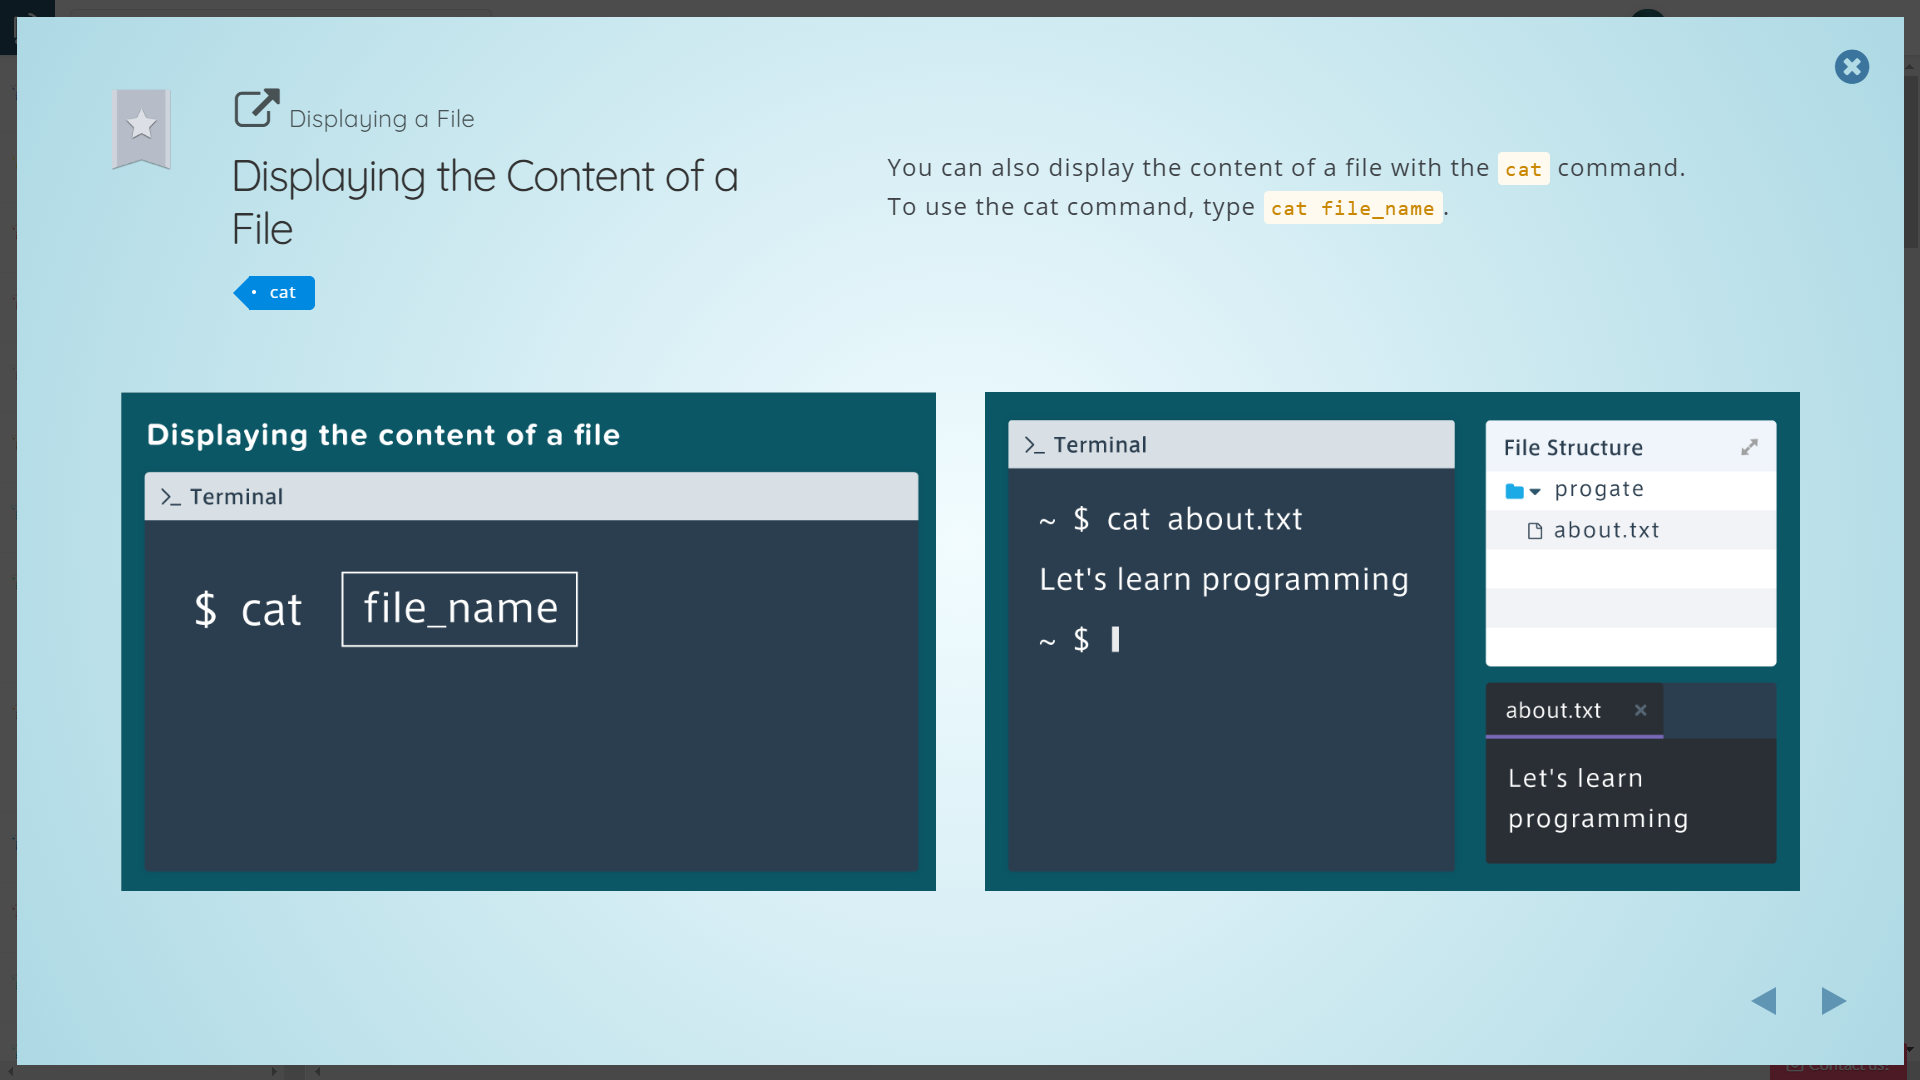 Displaying a File
Displaying the Content of a
File
cat
You can also display the content of a file with the cat command.
To use the cat command, type cat file_name.
Displaying the content of a file
>_ Terminal
$ cat file_name
>_ Terminal
~ $ cat about.txt
Let's learn programming
~ $
File Structure
progate
about.txt
about.txt ×
Let's learn
programming
Contact us!